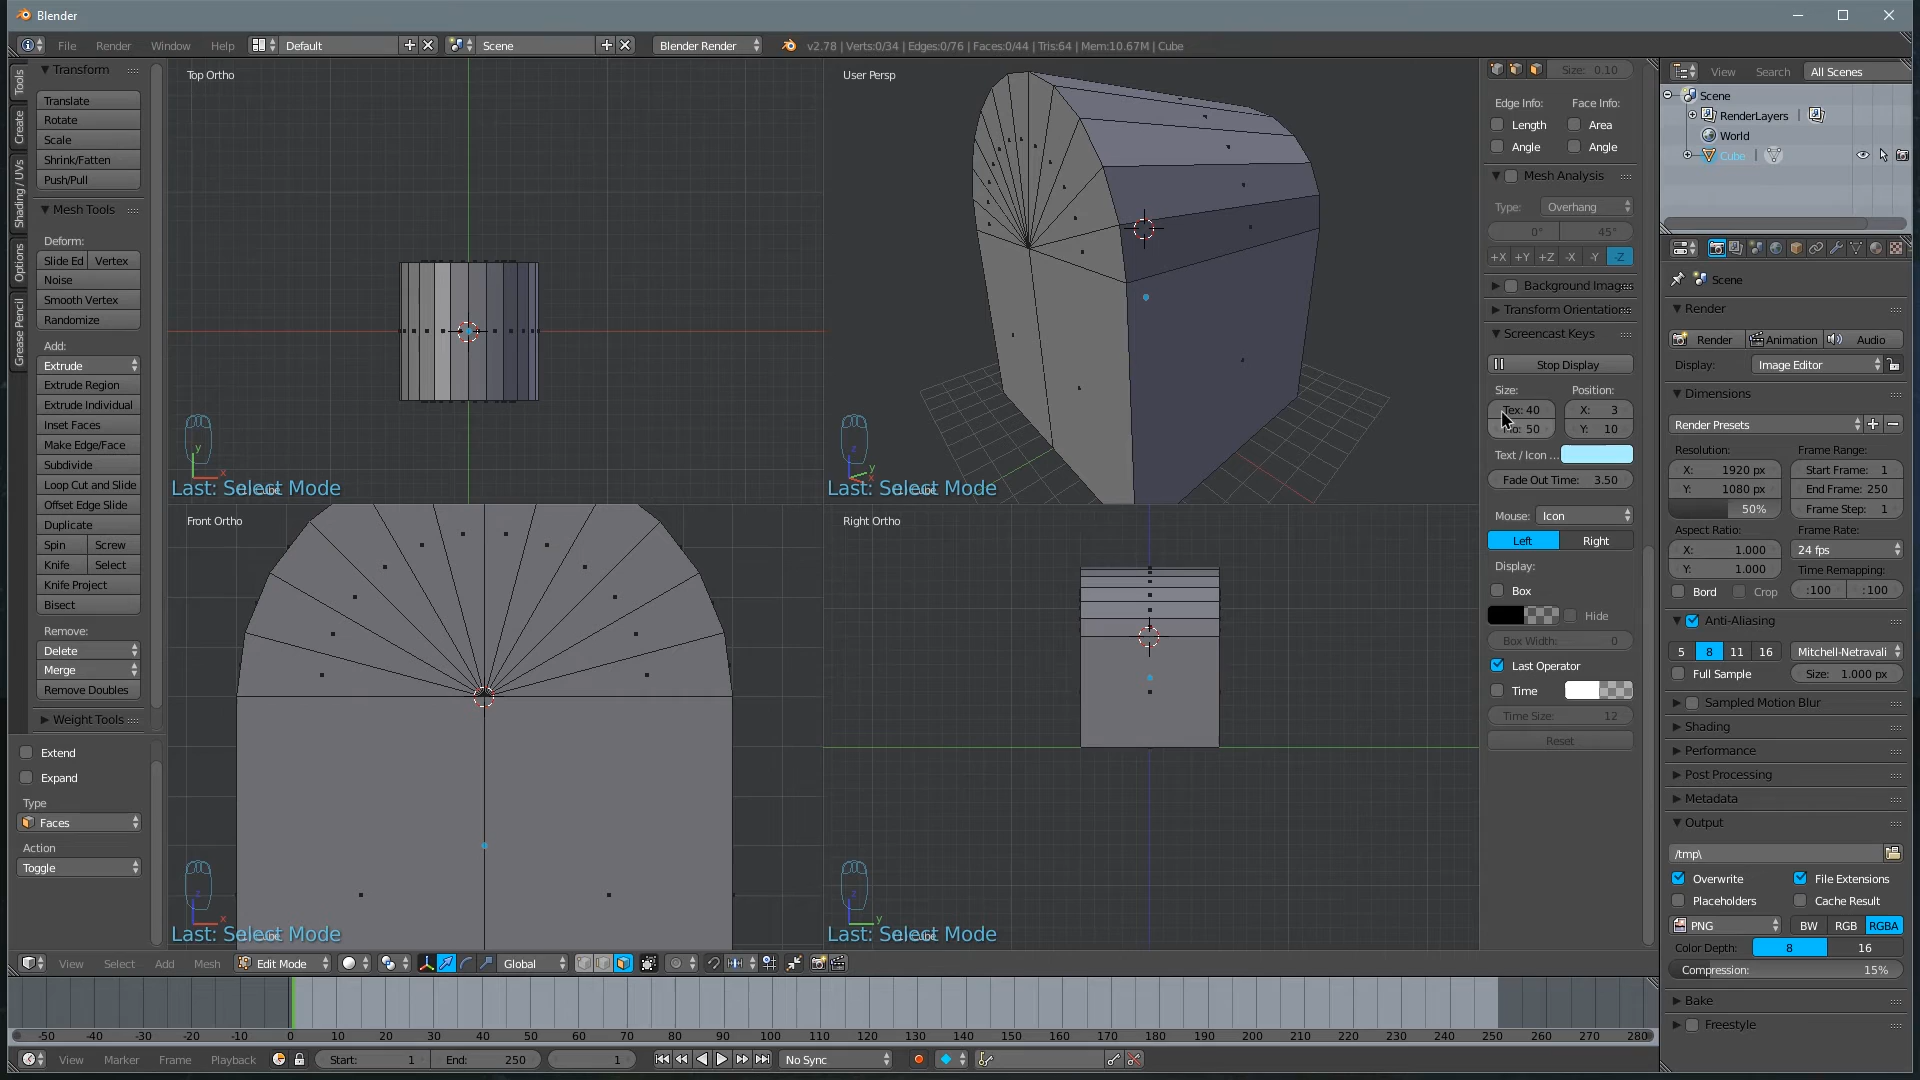 Blender
File Render Window Help Default Scene Blender Render v2.78 | Verts:0/34 | Edges:0/76 | Faces:0/44 | Tris:64 | Mem:10.67M | Cube
Tools
Create
Shading / UVs
Options
Grease Pencil
Transform
Translate
Rotate
Scale
Shrink/Fatten
Push/Pull
Mesh Tools
Deform:
Slide Ed Vertex
Noise
Smooth Vertex
Randomize
Add:
Extrude
Extrude Region
Extrude Individual
Inset Faces
Make Edge/Face
Subdivide
Loop Cut and Slide
Offset Edge Slide
Duplicate
Spin Screw
Knife Select
Knife Project
Bisect
Remove:
Delete
Merge
Remove Doubles
Weight Tools
Extend
Expand
Type
Faces
Action
Toggle
Top Ortho
y
x
Last: Select Mode
User Persp
z
y
Last: Select Mode
Front Ortho
z
x
Last: Select Mode
Right Ortho
z
y
Last: Select Mode
Size: 0.10
Edge Info: Face Info:
Length Area
Angle Angle
Mesh Analysis
Type: Overhang
0° 45°
+X +Y +Z -X -Y -Z
Background Images
Transform Orientations
Screencast Keys
Stop Display
Size: Position:
Tex: 40 X: 3
Mo: 50 Y: 10
Text / Icon ...
Fade Out Time: 3.50
Mouse: Icon
Left Right
Display:
Box
Hide
Box Width: 0
Last Operator
Time
Time Size: 12
Reset
View Search All Scenes
Scene
RenderLayers
World
Cube
Scene
Render
Render Animation Audio
Display: Image Editor
Dimensions
Render Presets
Resolution: Frame Range:
X: 1920 px Start Frame: 1
Y: 1080 px End Frame: 250
50% Frame Step: 1
Aspect Ratio: Frame Rate:
X: 1.000 24 fps
Y: 1.000 Time Remapping:
Bord Crop :100 :100
Anti-Aliasing
5 8 11 16 Mitchell-Netravali
Full Sample Size: 1.000 px
Sampled Motion Blur
Shading
Performance
Post Processing
Metadata
Output
/tmp\
Overwrite File Extensions
Placeholders Cache Result
PNG BW RGB RGBA
Color Depth: 8 16
Compression: 15%
Bake
Freestyle
View Select Add Mesh Edit Mode Global
-50 -40 -30 -20 -10 0 10 20 30 40 50 60 70 80 90 100 110 120 130 140 150 160 170 180 190 200 210 220 230 240 250 260 270 280
View Marker Frame Playback Start: 1 End: 250 1 No Sync